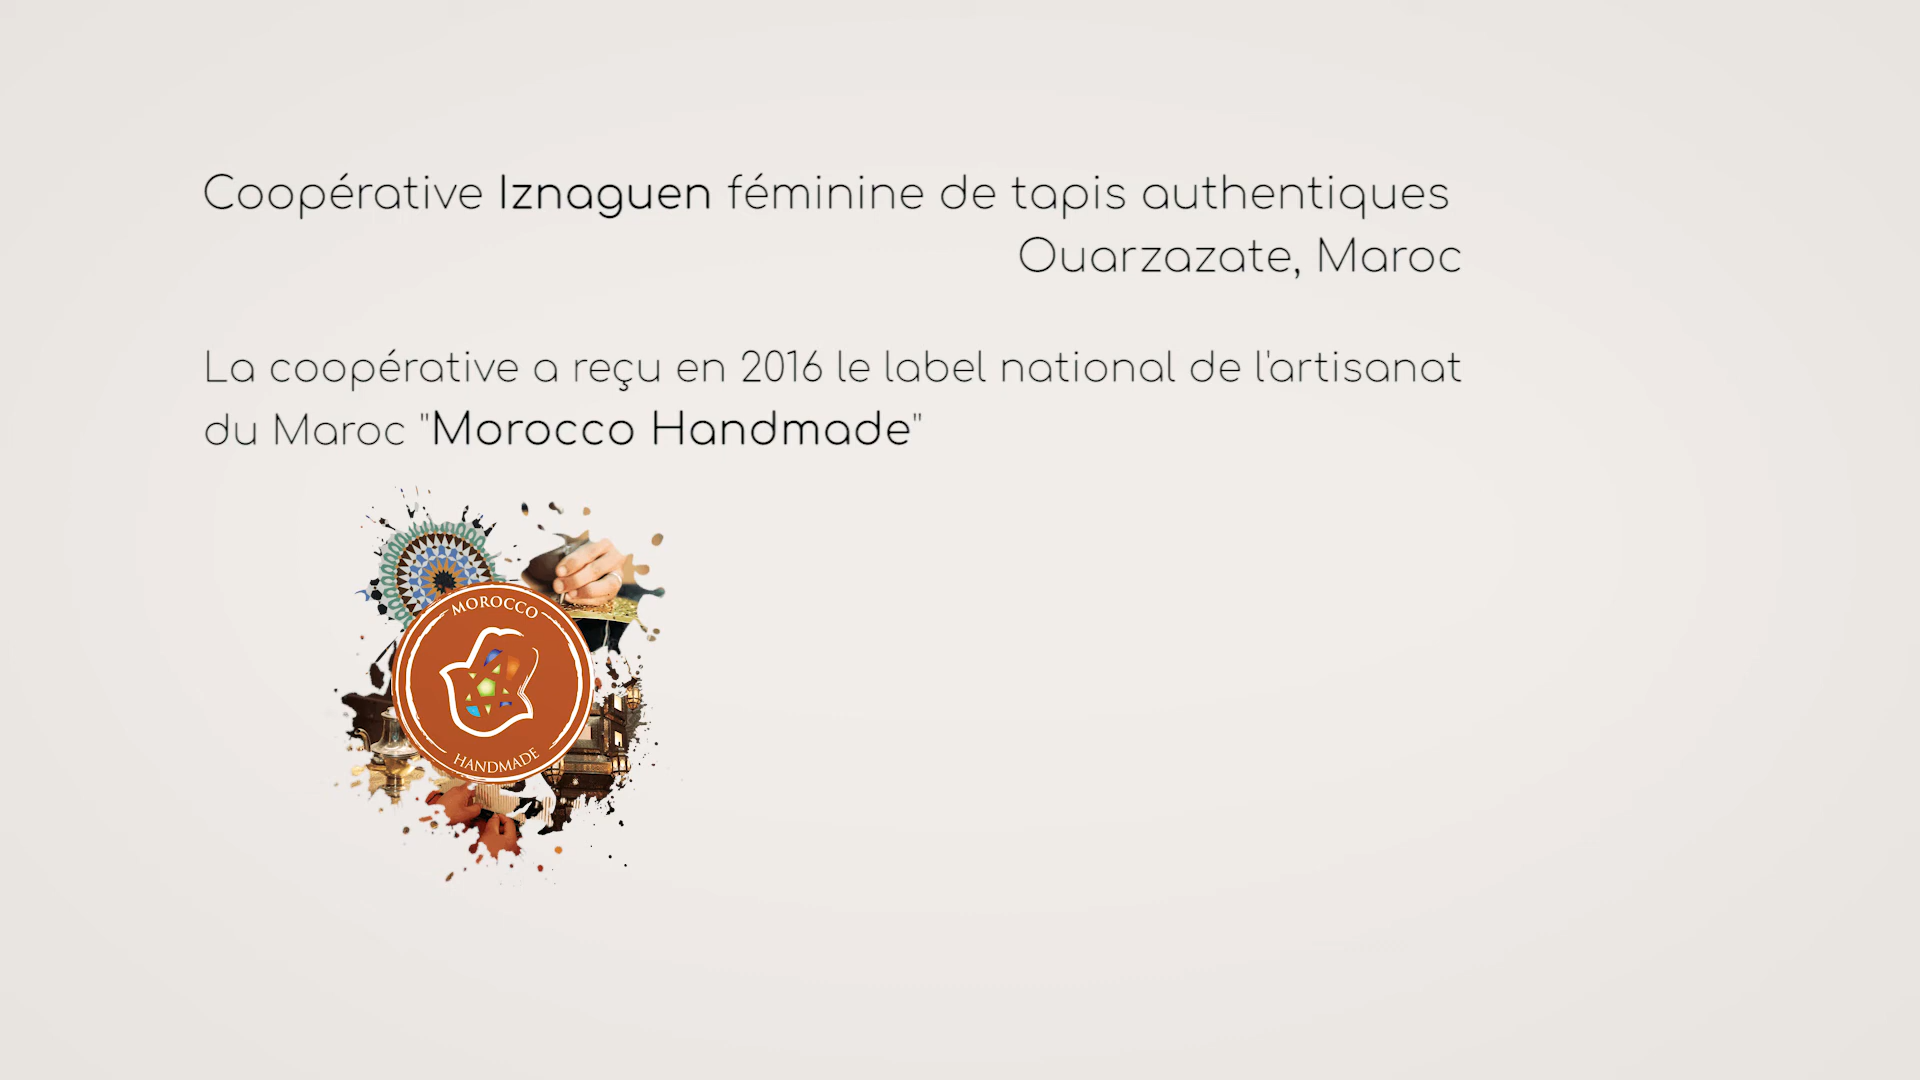 Coopérative Iznaguen féminine de tapis authentiques
Ouarzazate, Maroc
La coopérative a reçu en 2016 le label national de l'artisanat
du Maroc "Morocco Handmade"
MOROCCO
HANDMADE